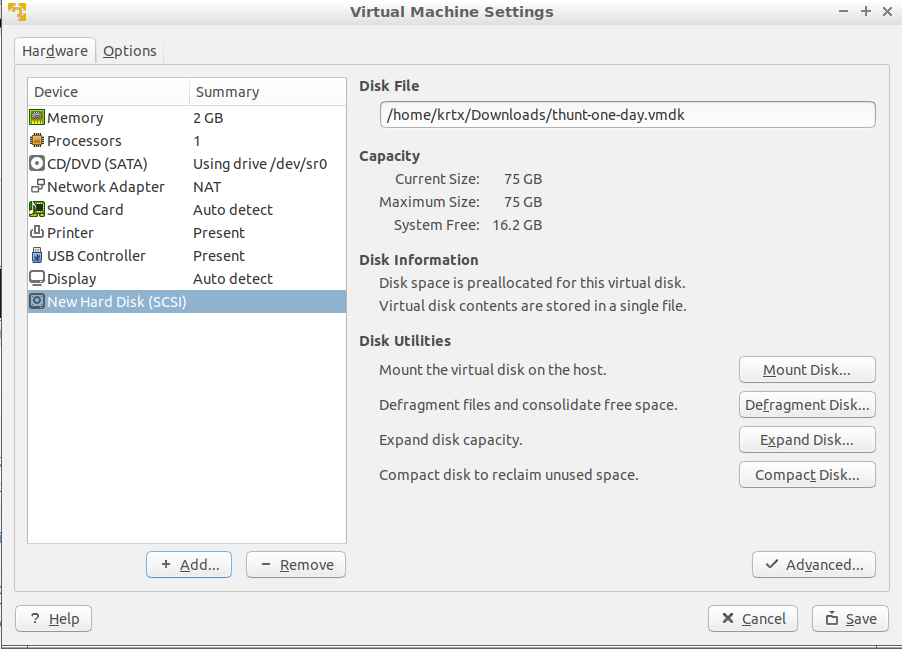 Virtual Machine Settings
Hardware Options
Device Summary
Memory 2 GB
Processors 1
CD/DVD (SATA) Using drive /dev/sr0
Network Adapter NAT
Sound Card Auto detect
Printer Present
USB Controller Present
Display Auto detect
New Hard Disk (SCSI)
+ Add...
− Remove
Disk File
/home/krtx/Downloads/thunt-one-day.vmdk
Capacity
Current Size: 75 GB
Maximum Size: 75 GB
System Free: 16.2 GB
Disk Information
Disk space is preallocated for this virtual disk.
Virtual disk contents are stored in a single file.
Disk Utilities
Mount the virtual disk on the host. Mount Disk...
Defragment files and consolidate free space. Defragment Disk...
Expand disk capacity. Expand Disk...
Compact disk to reclaim unused space. Compact Disk...
Advanced...
? Help
Cancel
Save